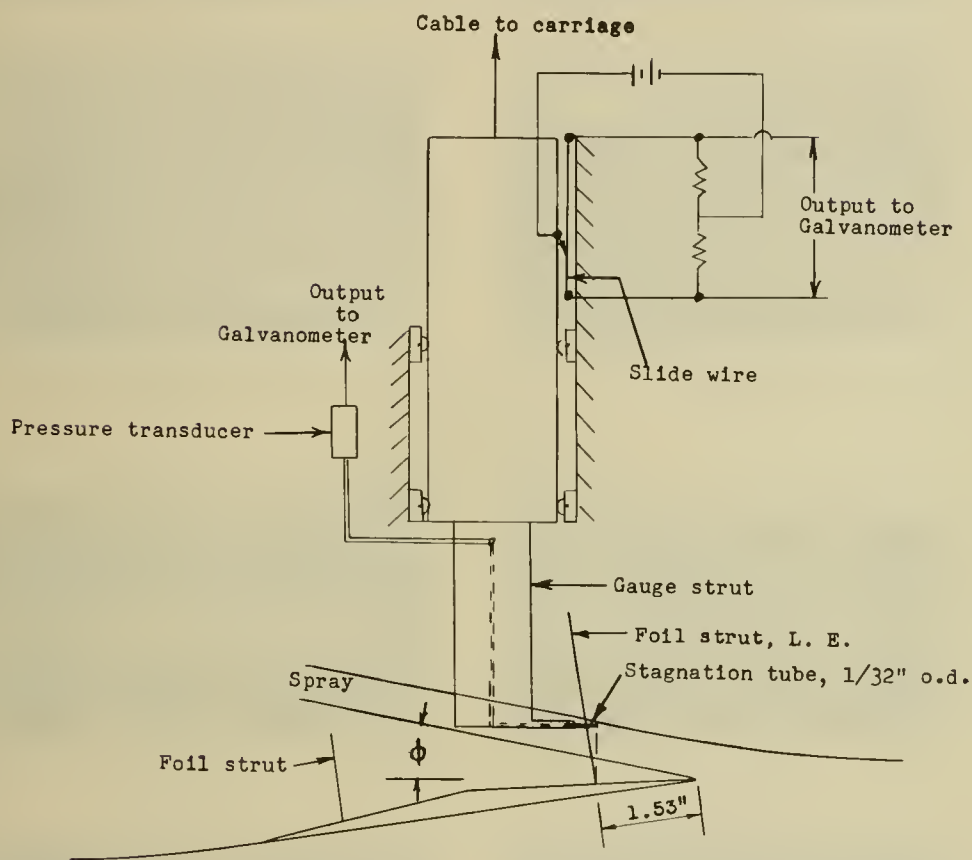 Cable to carriage
Output to
Galvanometer
Output
to
Galvanometer
Slide wire
Pressure transducer
Gauge strut
Foil strut, L. E.
Stagnation tube, 1/32" o.d.
Spray
ϕ
Foil strut
1.53"